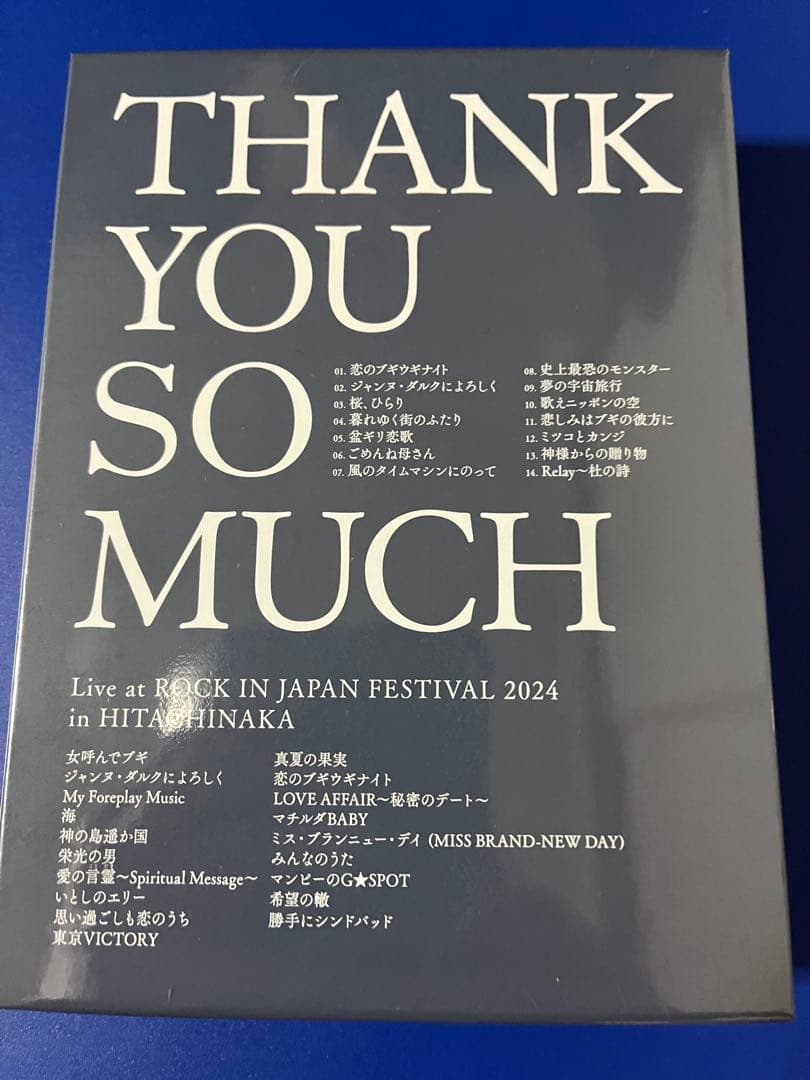 THANK
YOU
SO
01. 恋のブギウギナイト
02. ジャンヌ・ダルクによろしく
03. 桜、ひらり
04. 暮れゆく街のふたり
05. 盆ギリ恋歌
06. ごめんね母さん
07. 風のタイムマシンにのって
08. 史上最恐のモンスター
09. 夢の宇宙旅行
10. 歌えニッポンの空
11. 悲しみはブギの彼方に
12. ミツコとカンジ
13. 神様からの贈り物
14. Relay〜杜の詩
MUCH
Live at ROCK IN JAPAN FESTIVAL 2024
in HITACHINAKA
女呼んでブギ
ジャンヌ・ダルクによろしく
My Foreplay Music
海
神の島遥か国
栄光の男
愛の言霊〜Spiritual Message〜
いとしのエリー
思い過ごしも恋のうち
東京VICTORY
真夏の果実
恋のブギウギナイト
LOVE AFFAIR〜秘密のデート〜
マチルダBABY
ミス・ブランニュー・デイ (MISS BRAND-NEW DAY)
みんなのうた
マンピーのG★SPOT
希望の轍
勝手にシンドバッド